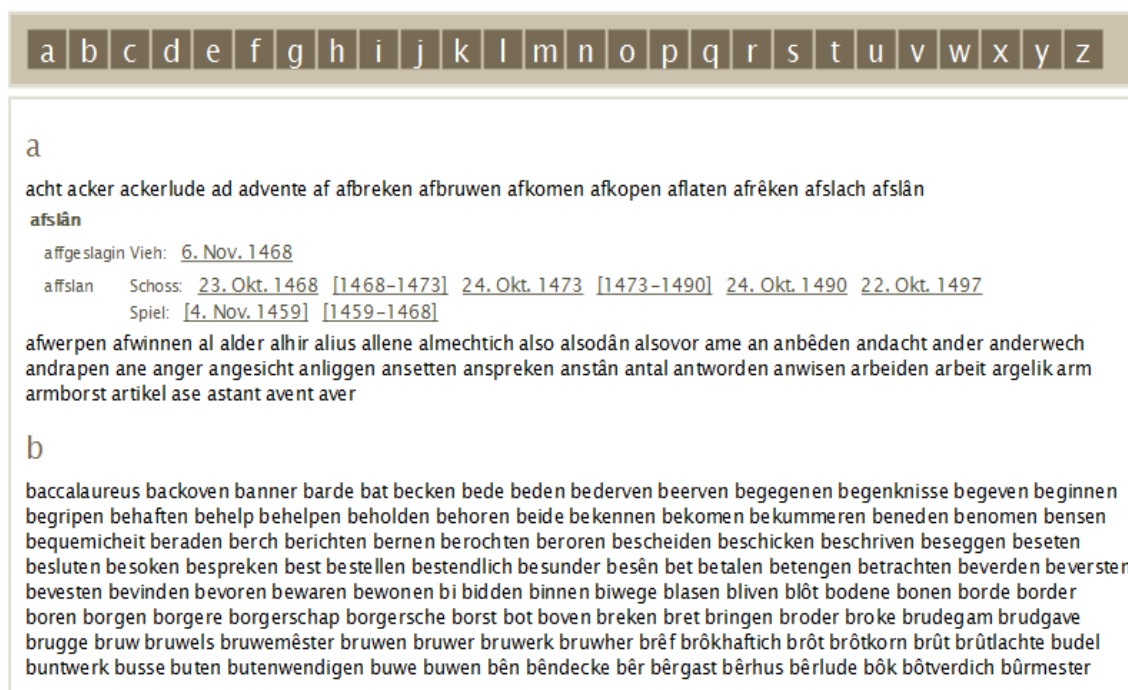 a b c d e f g h i j k l m n o p q r s t u v w x y z
a
acht acker ackerlude ad advente af afbreken afbruwen afkomen afkopen aflaten afrêken afslach afslân
afslân
affgeslagin Vieh: 6. Nov. 1468
affslan Schoss: 23. Okt. 1468 [1468–1473] 24. Okt. 1473 [1473–1490] 24. Okt. 1490 22. Okt. 1497
Spiel: [4. Nov. 1459] [1459–1468]
afwerpen afwinnen al alder alhir alius allene almechtich also alsodân alsovor ame an anbêden andacht ander anderwech
andrapen ane anger angesicht anliggen ansetten anspreken anstân antal antworden anwisen arbeiden arbeit argelik arm
armborst artikel ase astant avent aver
b
baccalaureus backoven banner barde bat becken bede beden bederven beerven begegenen begenknisse begeven beginnen
begripen behaften behelp behelpen beholden behoren beide bekennen bekomen bekummeren beneden benomen bensen
bequemicheit beraden berch berichten bernen berochten beroren bescheiden beschicken beschriven beseggen beseten
besluten besoken bespreken best bestellen bestendlich besunder besên bet betalen betengen betrachten beverden beversten
bevesten bevinden bevoren bewaren bewonen bi bidden binnen biwege blasen bliven blôt bodene bonen borde border
boren borgen borgere borgerschap borgersche borst bot boven breken bret bringen broder broke brudegam brudgave
brugge bruw bruwels bruwemêster bruwen bruwer bruwerk bruwher brêf brôkhaftich brôt brôtkorn brût brûtlachte budel
buntwerk busse buten butenwendigen buwe buwen bên bêndecke bêr bêrgast bêrhus bêrlude bôk bôtverdich bûrmester